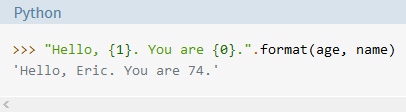 Python
>>> "Hello, {1}. You are {0}.".format(age, name)
'Hello, Eric. You are 74.'